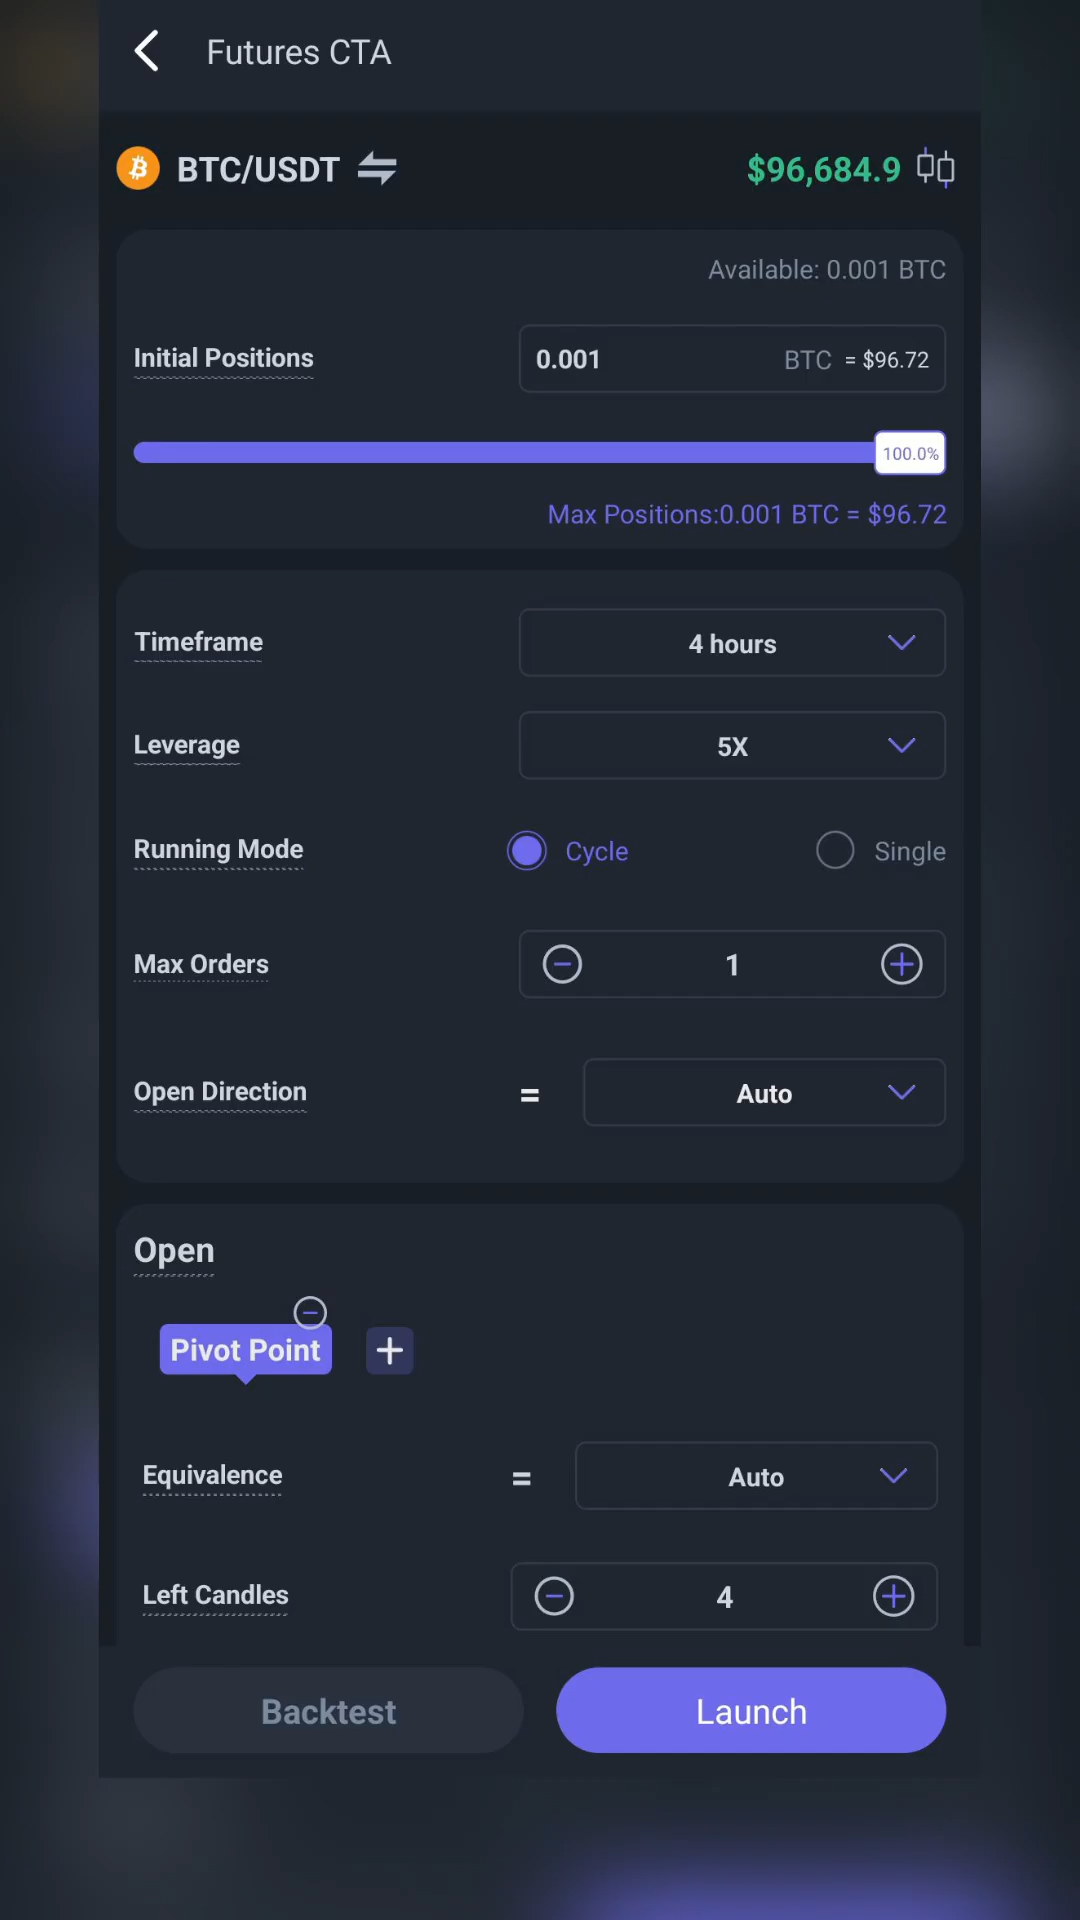 Futures CTA
BTC/USDT $96,684.9
Available: 0.001 BTC
Initial Positions 0.001 BTC = $96.72
100.0%
Max Positions:0.001 BTC = $96.72
Timeframe 4 hours
Leverage 5X
Running Mode Cycle Single
Max Orders 1
Open Direction = Auto
Open
Pivot Point +
Equivalence = Auto
Left Candles 4
Backtest Launch